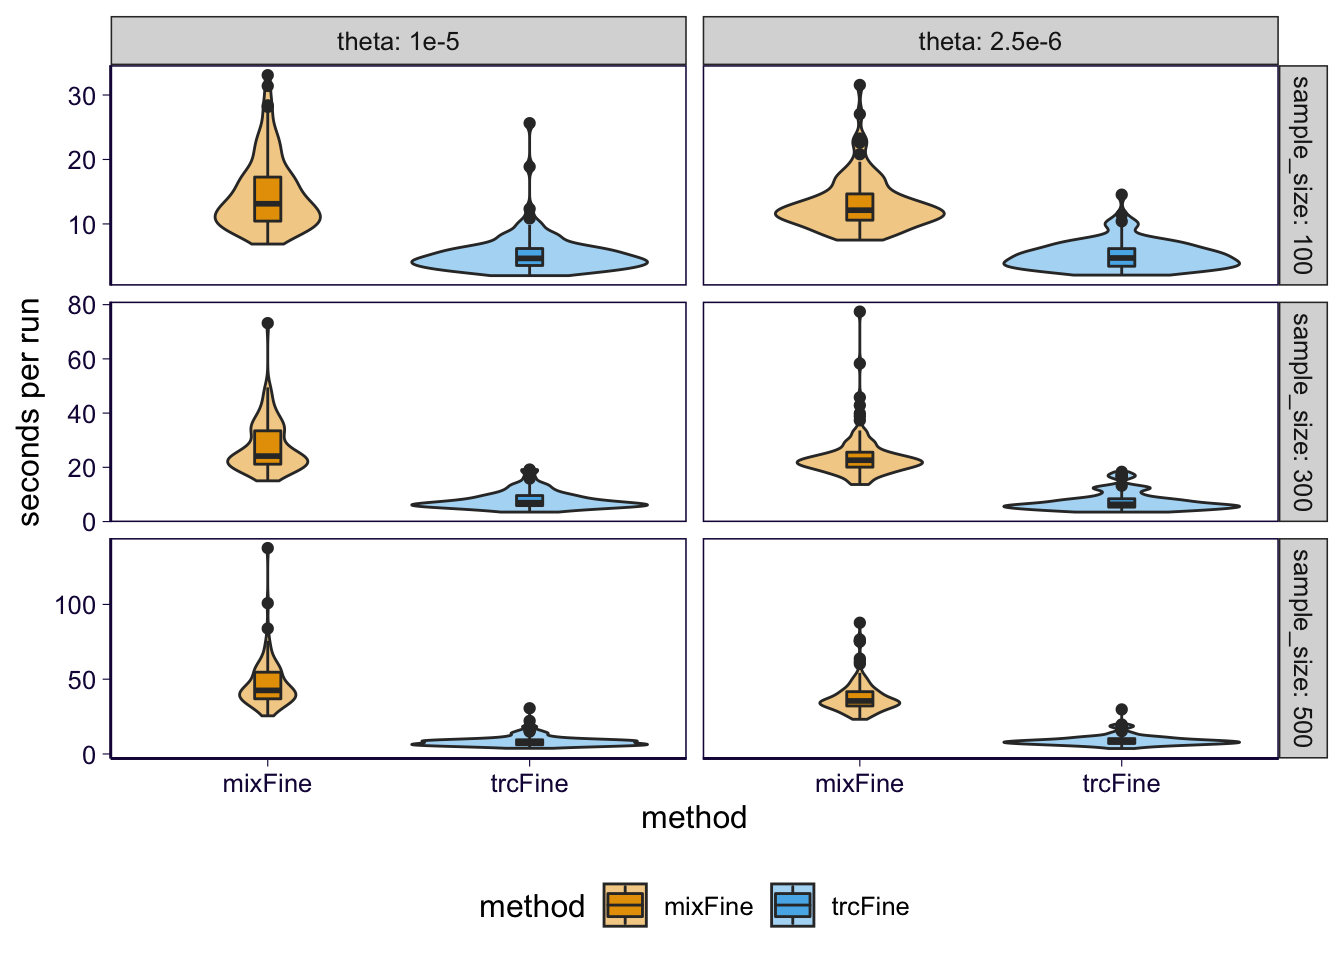 theta: 1e-5
theta: 2.5e-6
30
20
10
sample_size: 100
seconds per run
80
60
40
20
0
sample_size: 300
100
50
0
sample_size: 500
mixFine
trcFine
mixFine
trcFine
method
method
mixFine
trcFine